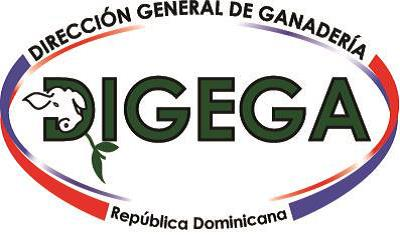 DIRECCIÓN GENERAL DE GANADERÍA
DIGEGA
República Dominicana